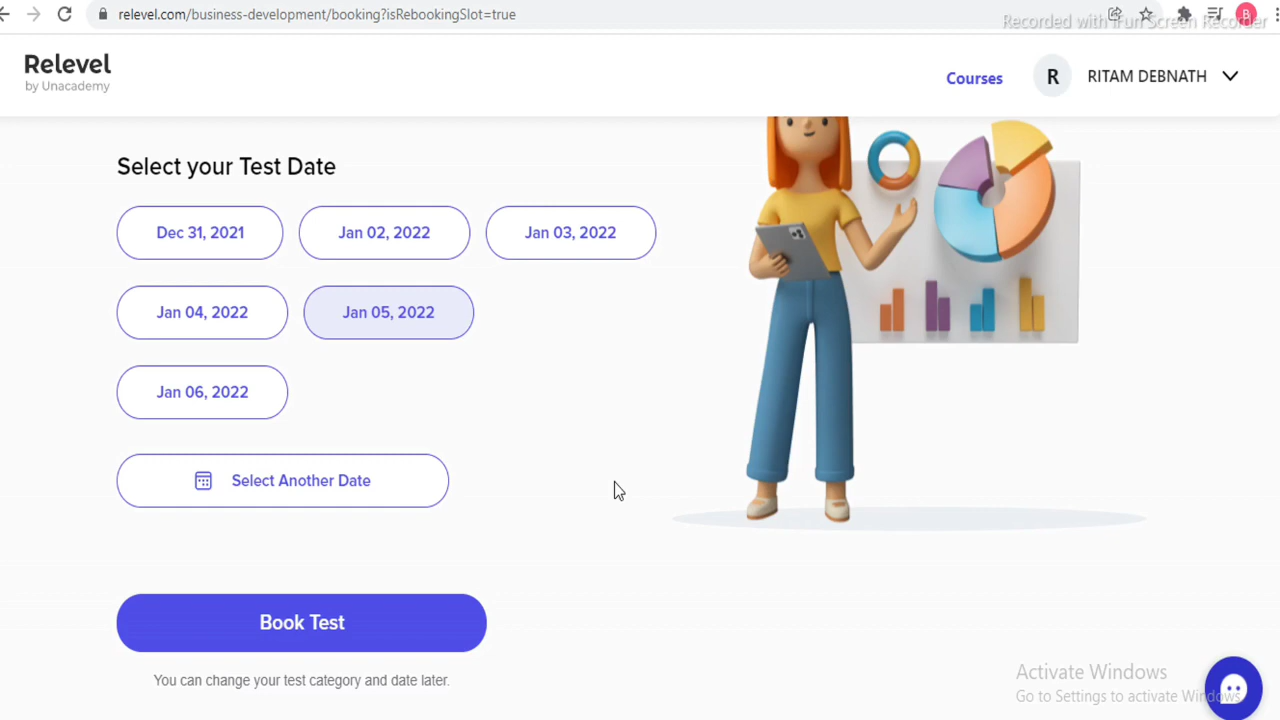 relevel.com/business-development/booking?isRebookingSlot=true
Recorded with iFun Screen Recorder
B
Relevel
by Unacademy
Courses
R
RITAM DEBNATH
Select your Test Date
Dec 31, 2021
Jan 02, 2022
Jan 03, 2022
Jan 04, 2022
Jan 05, 2022
Jan 06, 2022
Select Another Date
Book Test
You can change your test category and date later.
Activate Windows
Go to Settings to activate Windows.